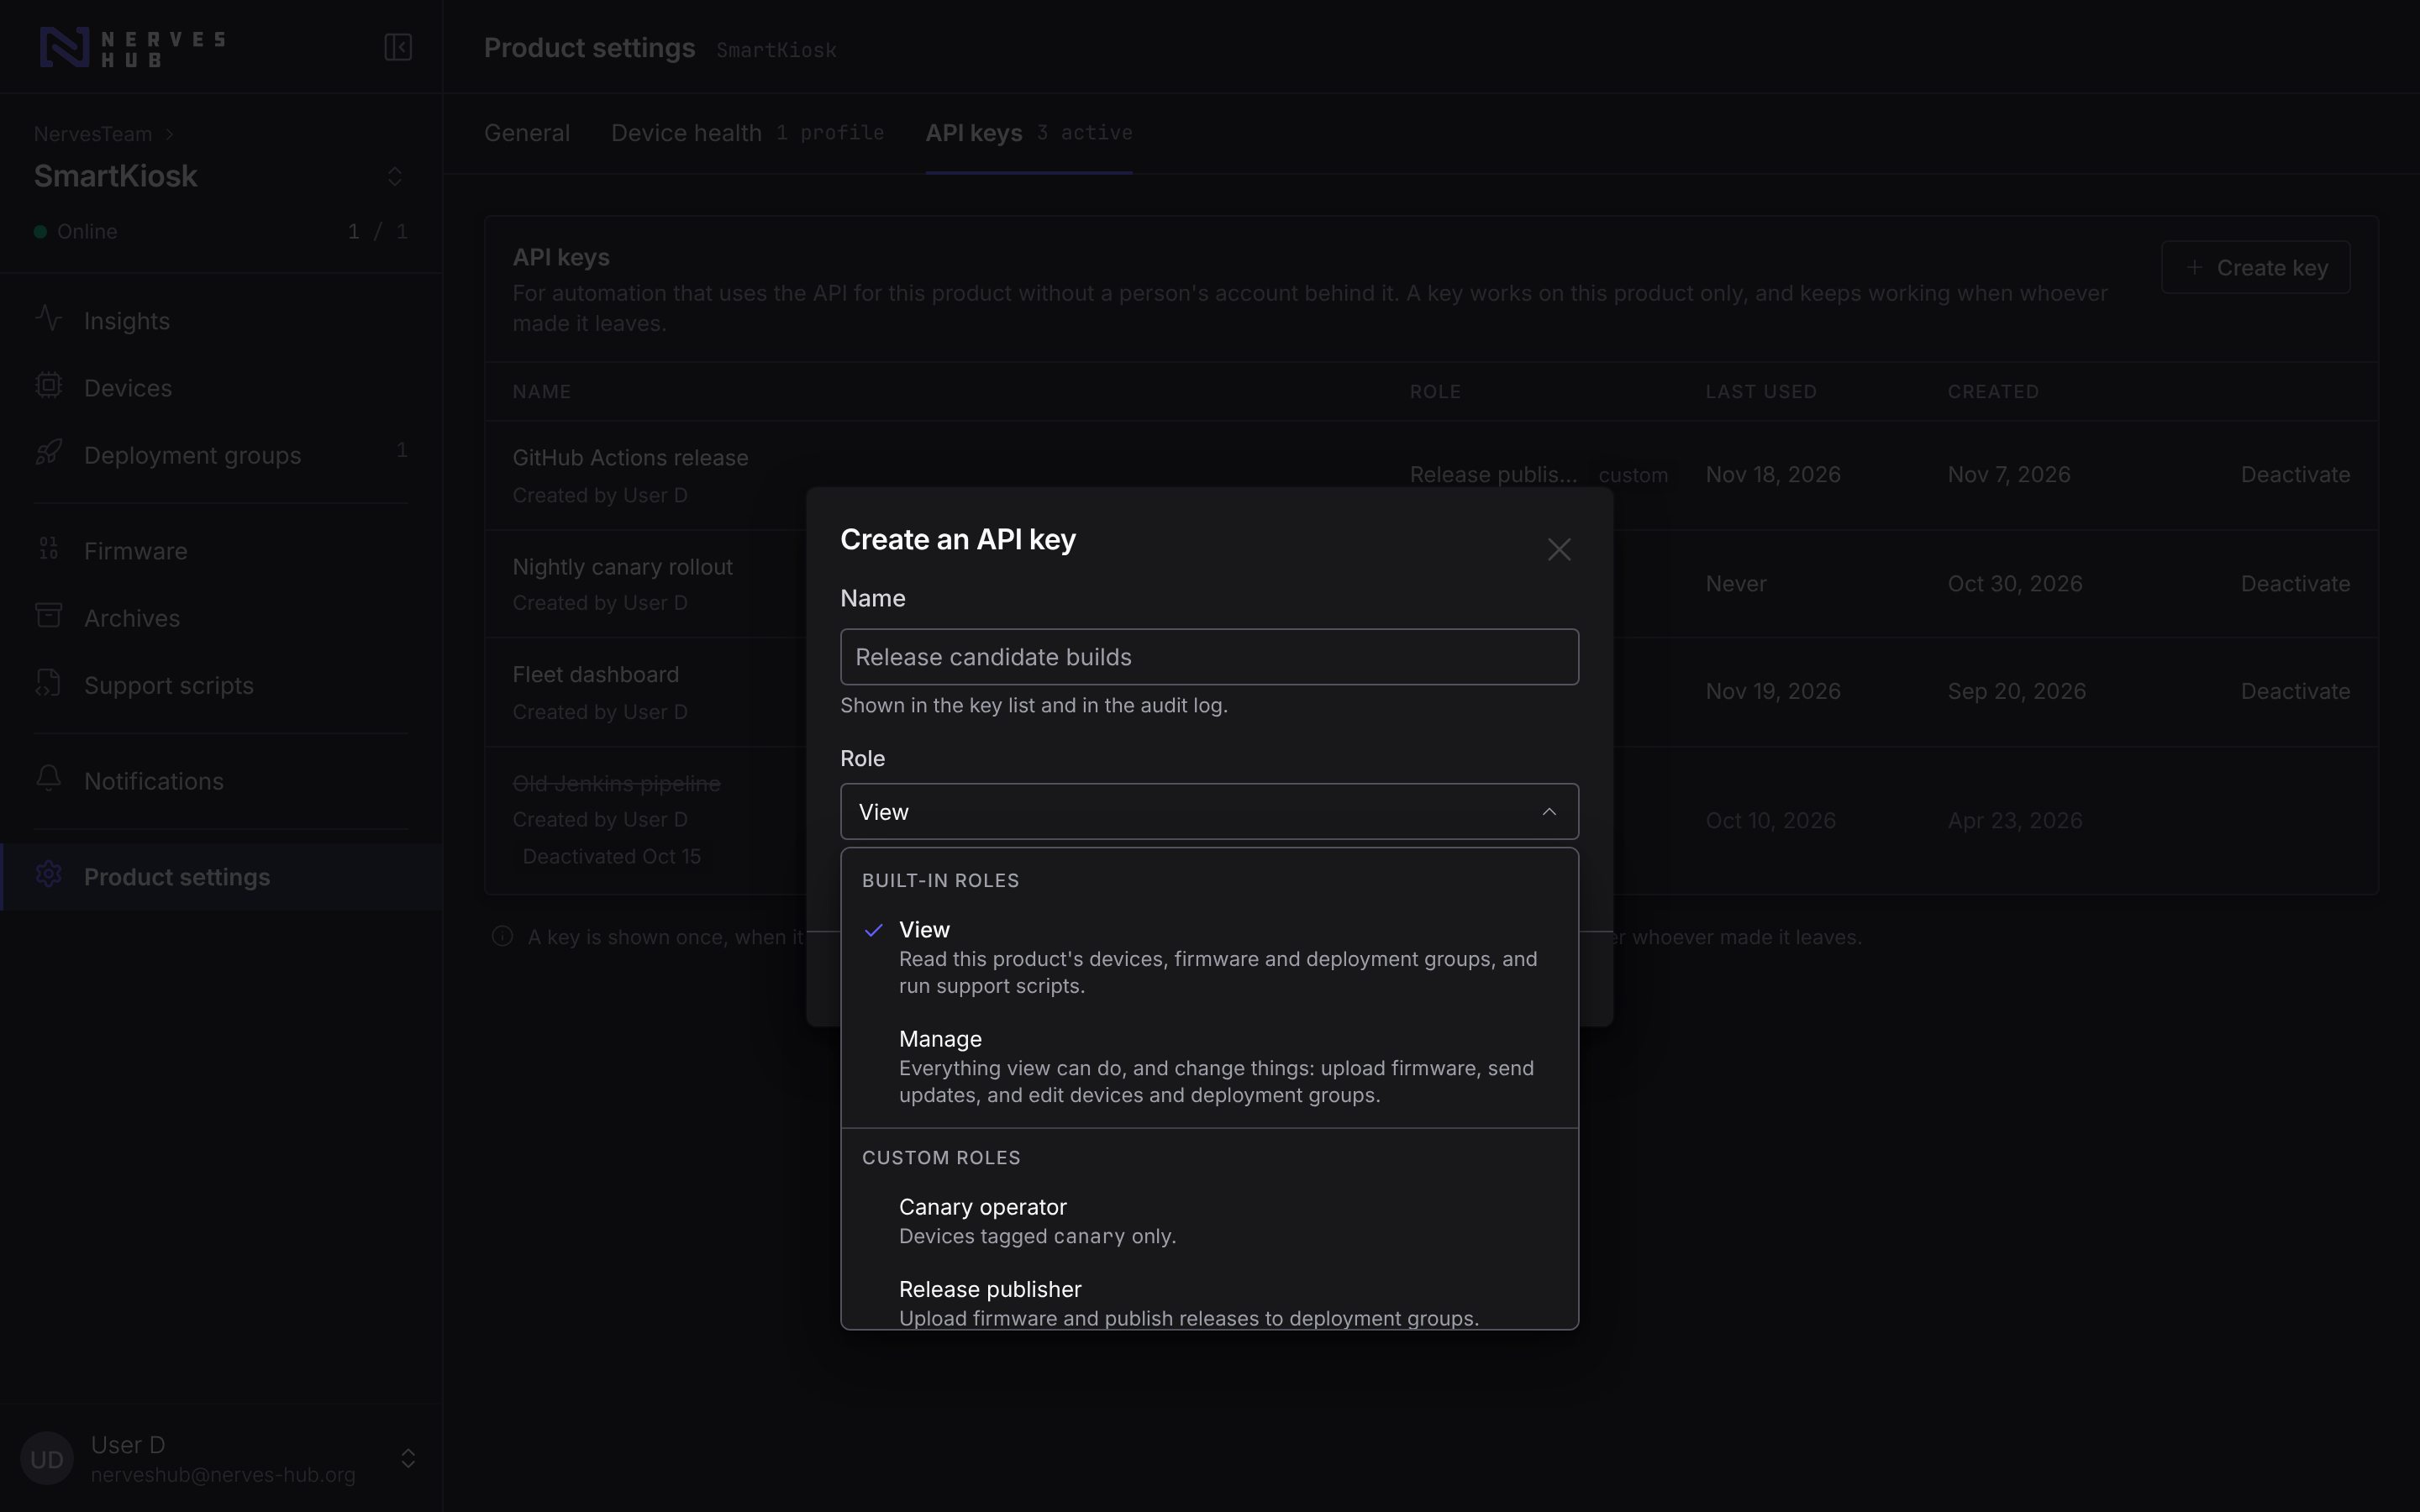 NERVES
HUB
Product settings SmartKiosk
NervesTeam
SmartKiosk
Online 1 / 1
General Device health 1 profile API keys 3 active
Insights
Devices
Deployment groups 1
Firmware
Archives
Support scripts
Notifications
Product settings
API keys
Create key
For automation that uses the API for this product without a person's account behind it. A key works on this product only, and keeps working when whoever
made it leaves.
NAME ROLE LAST USED CREATED
GitHub Actions release
Created by User D
Release publis... custom Nov 18, 2026 Nov 7, 2026 Deactivate
Nightly canary rollout
Created by User D
Never Oct 30, 2026 Deactivate
Fleet dashboard
Created by User D
Nov 19, 2026 Sep 20, 2026 Deactivate
Old Jenkins pipeline
Created by User D
Deactivated Oct 15
Oct 10, 2026 Apr 23, 2026
A key is shown once, when it
er whoever made it leaves.
Create an API key
Name
Release candidate builds
Shown in the key list and in the audit log.
Role
View
BUILT-IN ROLES
View
Read this product's devices, firmware and deployment groups, and
run support scripts.
Manage
Everything view can do, and change things: upload firmware, send
updates, and edit devices and deployment groups.
CUSTOM ROLES
Canary operator
Devices tagged canary only.
Release publisher
Upload firmware and publish releases to deployment groups.
UD
User D
nerveshub@nerves-hub.org